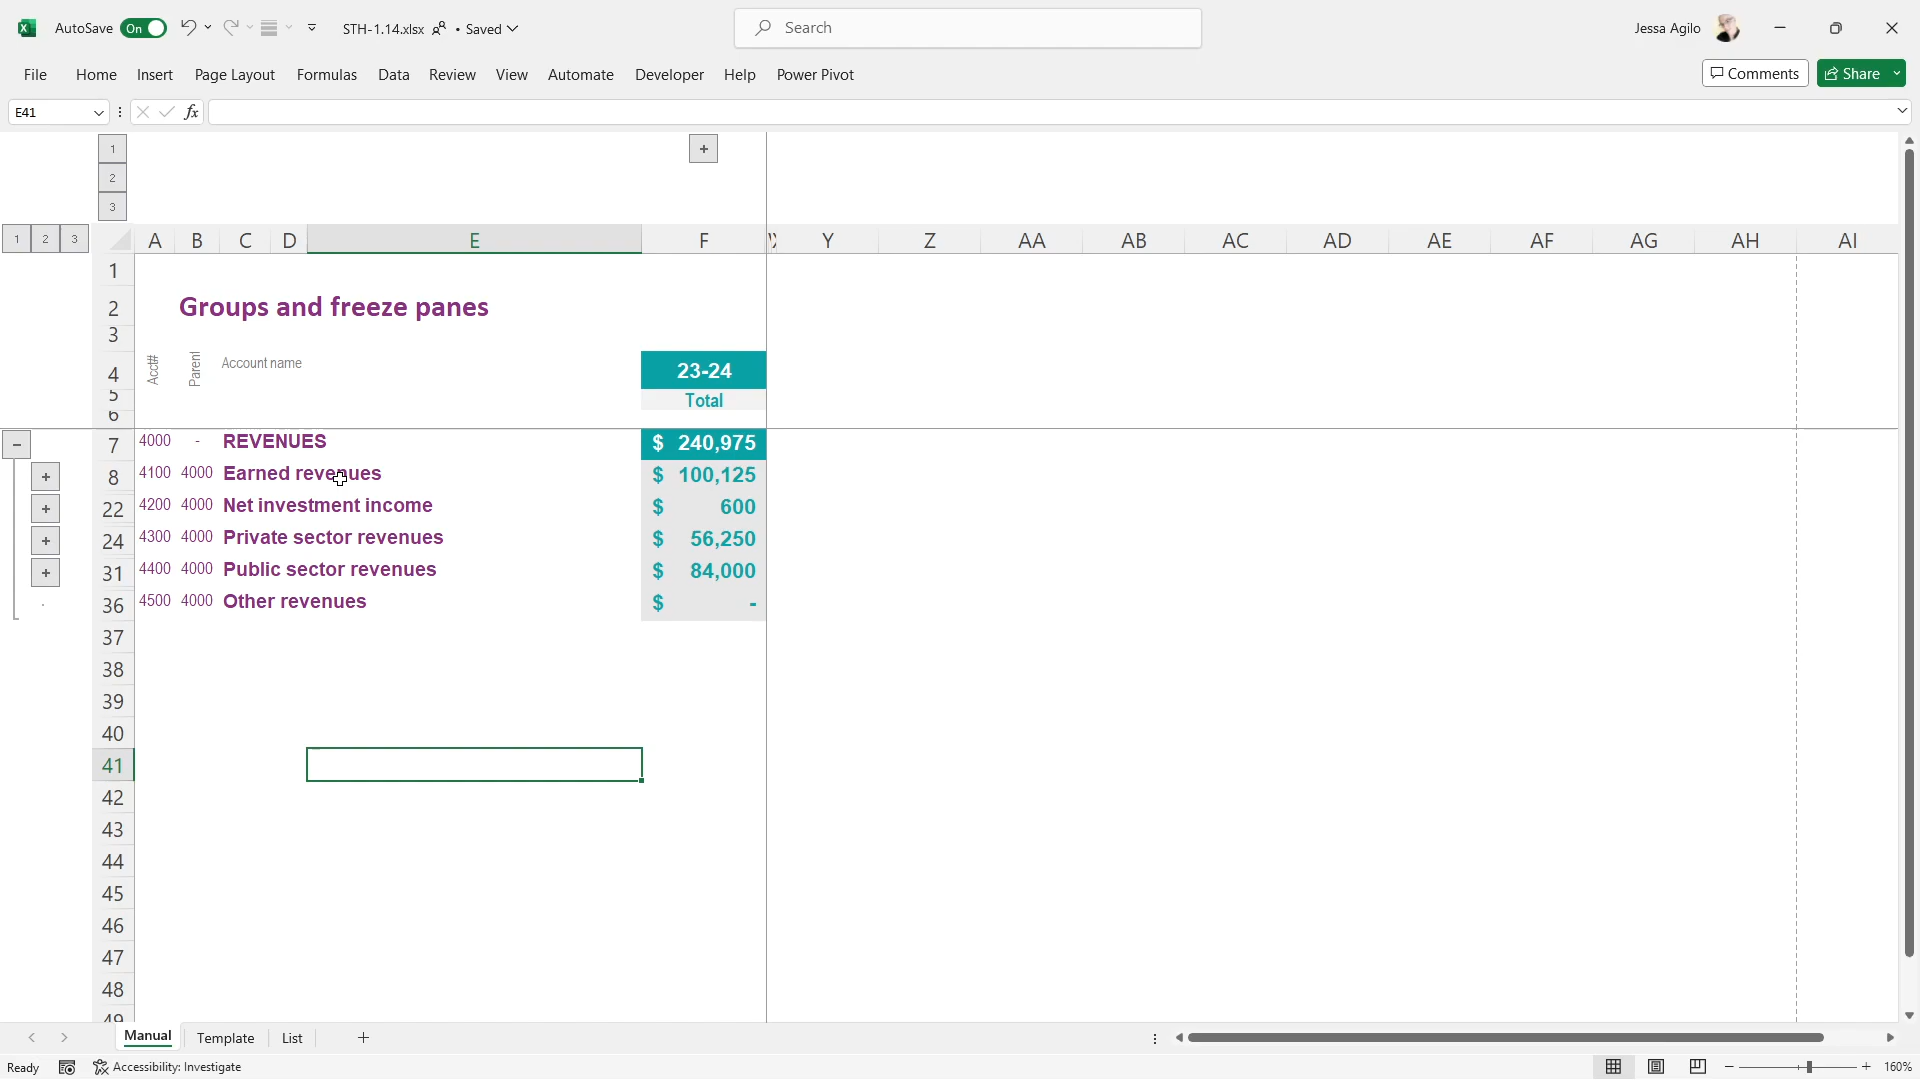 AutoSave On STH-1.14.xlsx • Saved Search Jessa Agilo
File Home Insert Page Layout Formulas Data Review View Automate Developer Help Power Pivot Comments Share
E41 fx
1 +
2
3
1 2 3 A B C D E F Y Z AA AB AC AD AE AF AG AH AI
1
2 Groups and freeze panes
3
4 Acct# Parent Account name 23-24
5 Total
6
- 7 4000 - REVENUES $ 240,975
+ 8 4100 4000 Earned revenues $ 100,125
+ 22 4200 4000 Net investment income $ 600
+ 24 4300 4000 Private sector revenues $ 56,250
+ 31 4400 4000 Public sector revenues $ 84,000
36 4500 4000 Other revenues $ -
37
38
39
40
41
42
43
44
45
46
47
48
49
Manual Template List +
Ready Accessibility: Investigate - + 160%